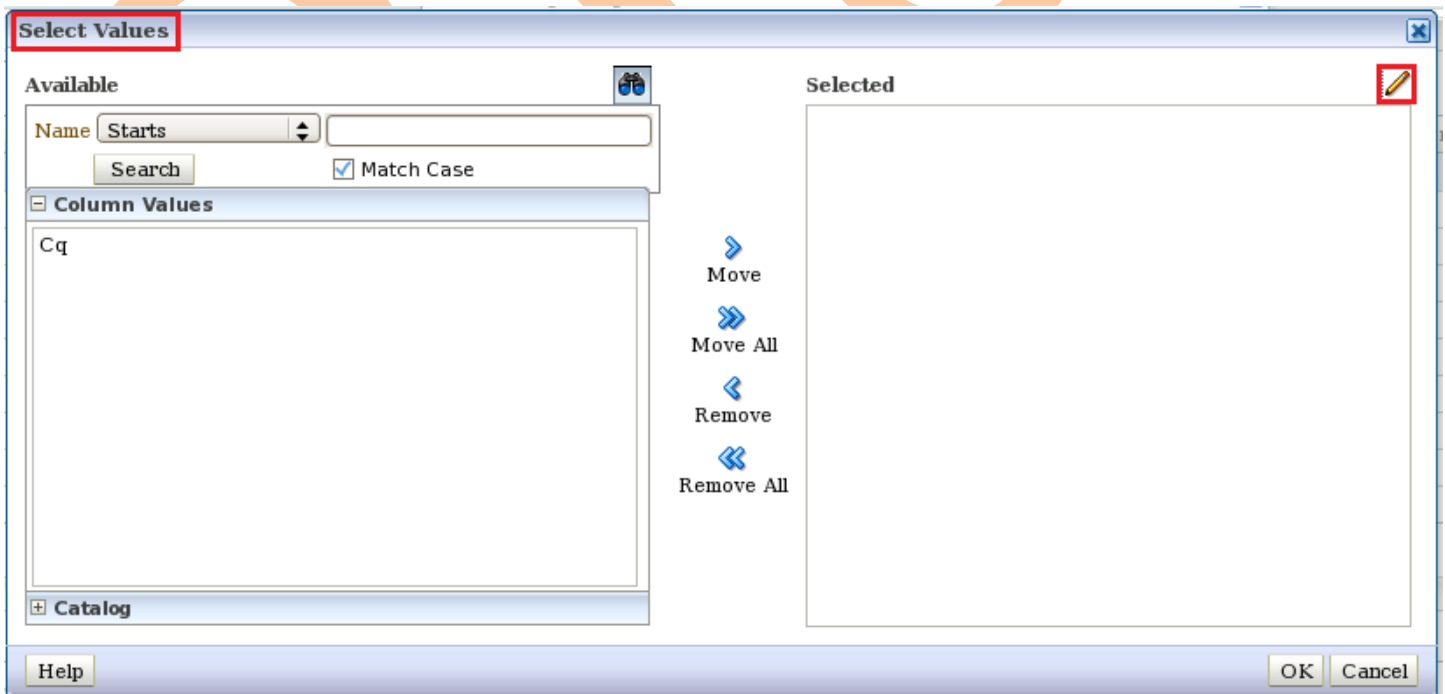 Select Values
Available
Selected
Name Starts
Search Match Case
Column Values
Cq
Move
Move All
Remove
Remove All
Catalog
Help OK Cancel